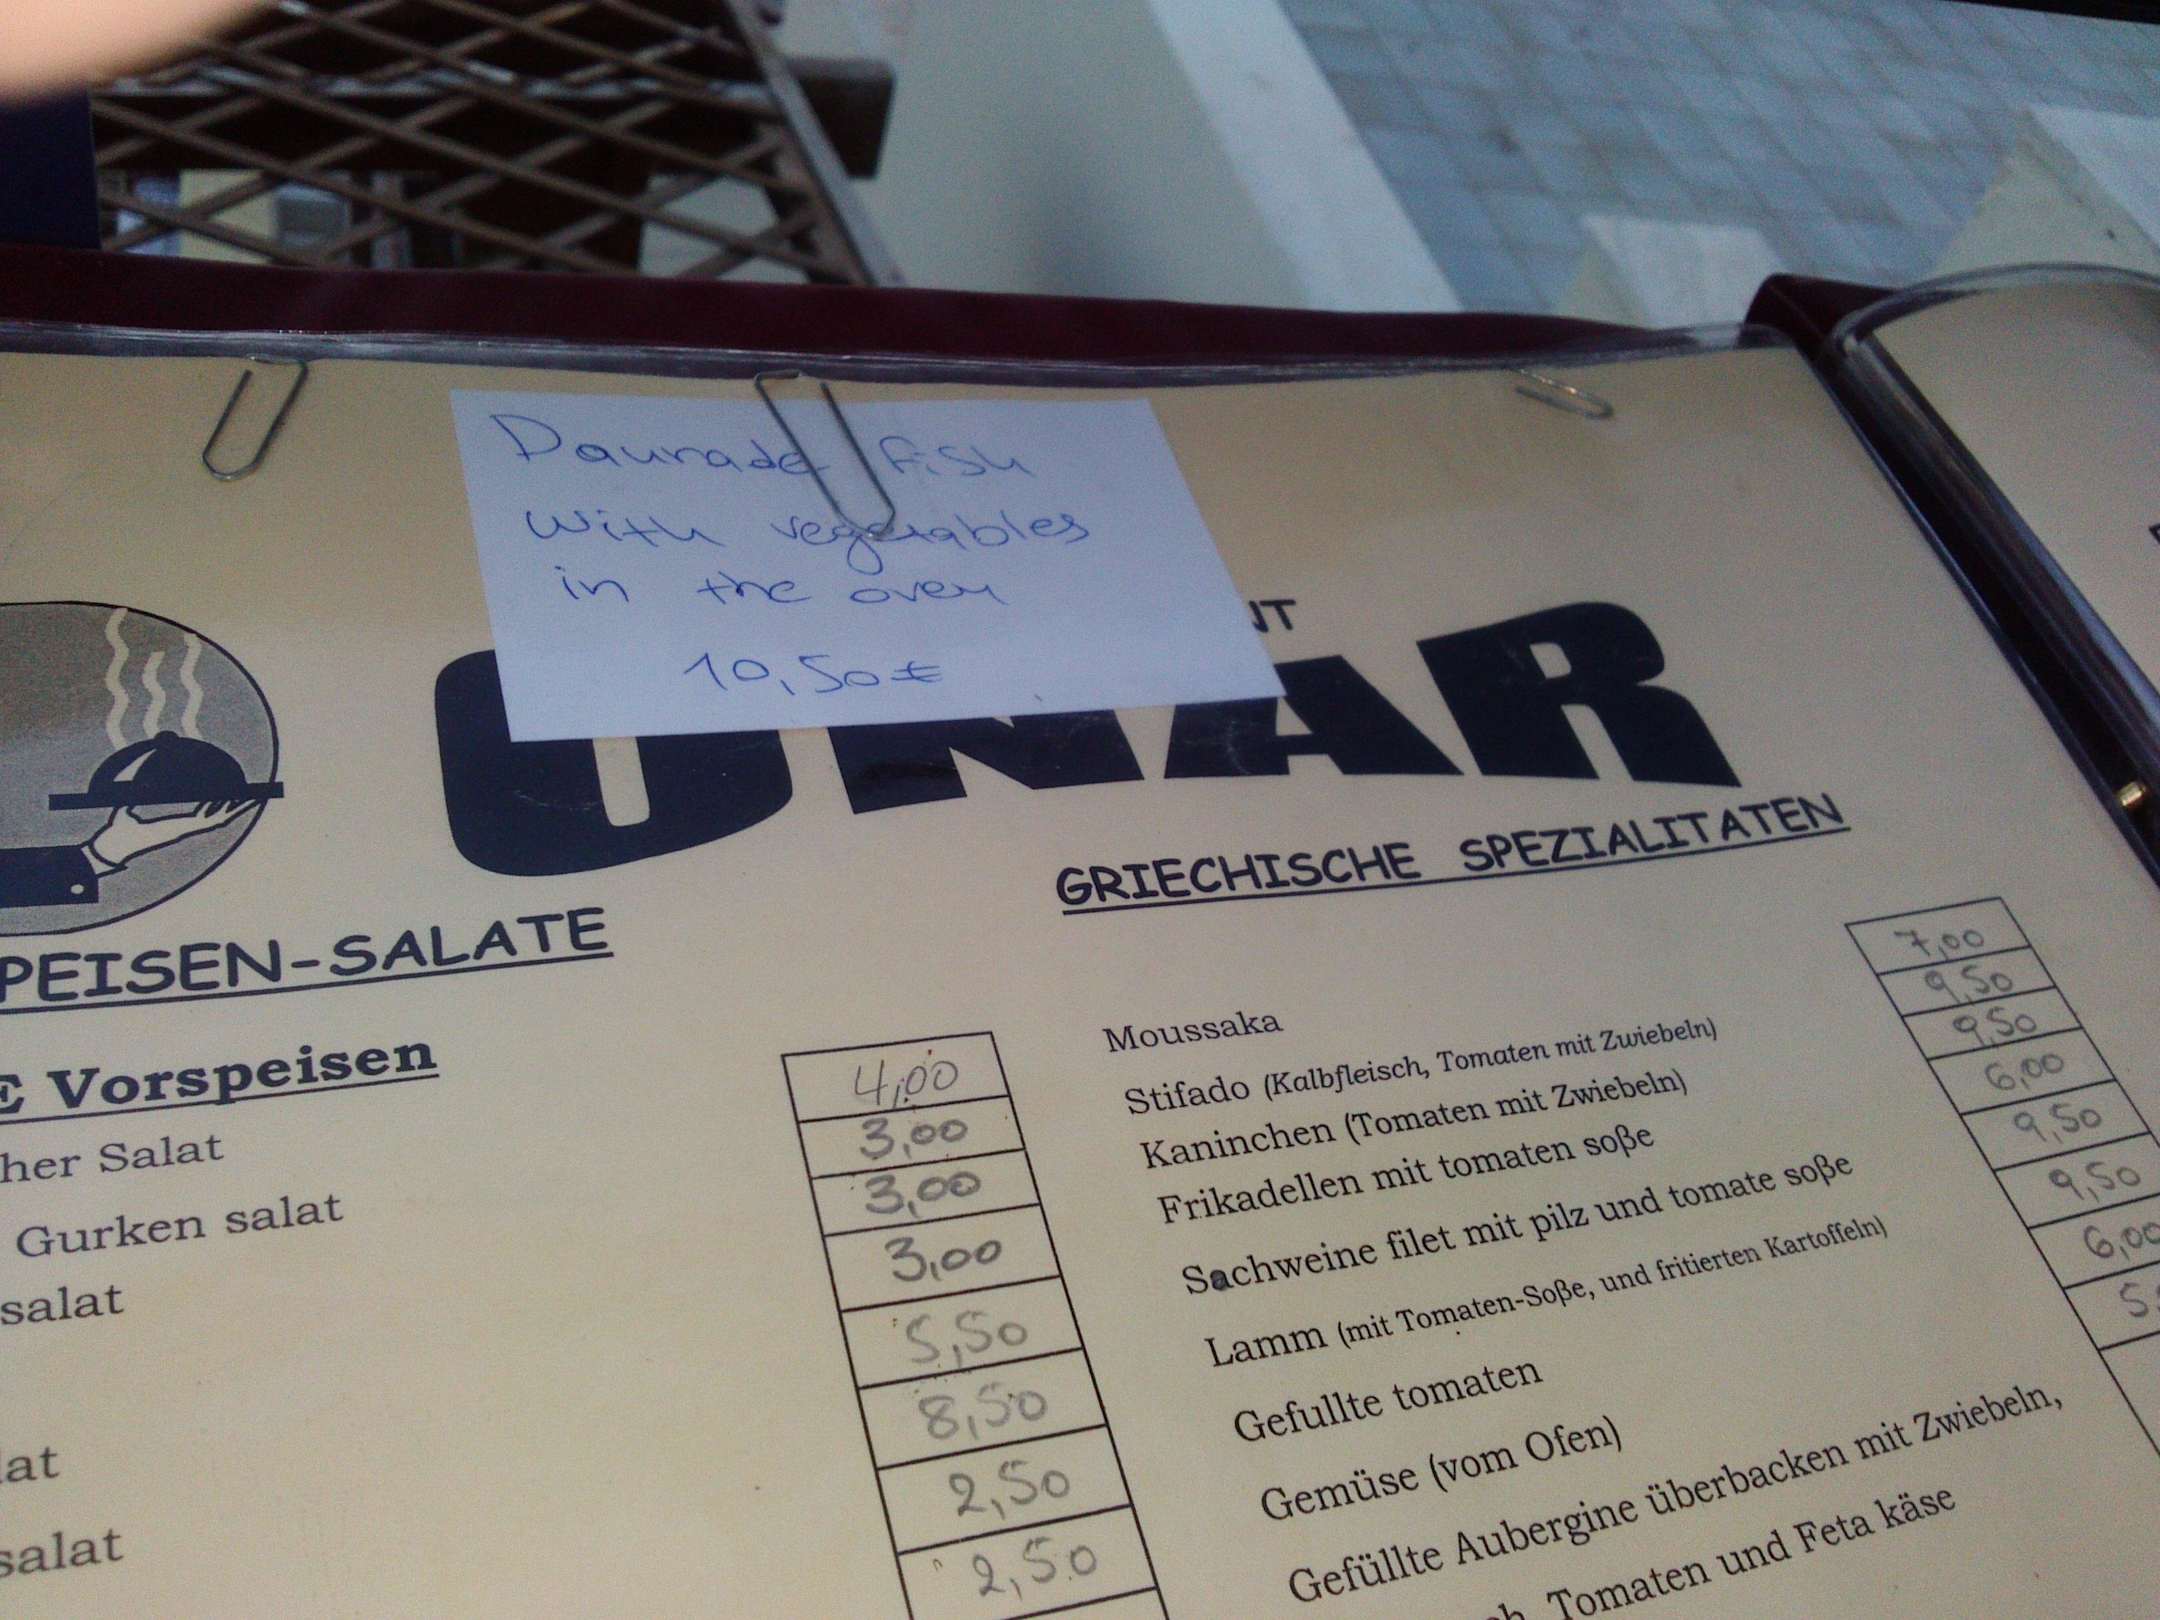 Daurade fish
with vegetables
in the oven
10,50€
NT
ONAR
PEISEN-SALATE
E Vorspeisen
her Salat
Gurken salat
salat
lat
salat
4,00
3,00
3,00
3,00
5,50
8,50
2,50
2,50
GRIECHISCHE SPEZIALITATEN
Moussaka
Stifado (Kalbfleisch, Tomaten mit Zwiebeln)
Kaninchen (Tomaten mit Zwiebeln)
Frikadellen mit tomaten soße
Sachweine filet mit pilz und tomate soße
Lamm (mit Tomaten-Soße, und fritierten Kartoffeln)
Gefullte tomaten
Gemüse (vom Ofen)
Gefüllte Aubergine überbacken mit Zwiebeln,
Tomaten und Feta käse
7,00
9,50
9,50
6,00
9,50
9,50
6,00